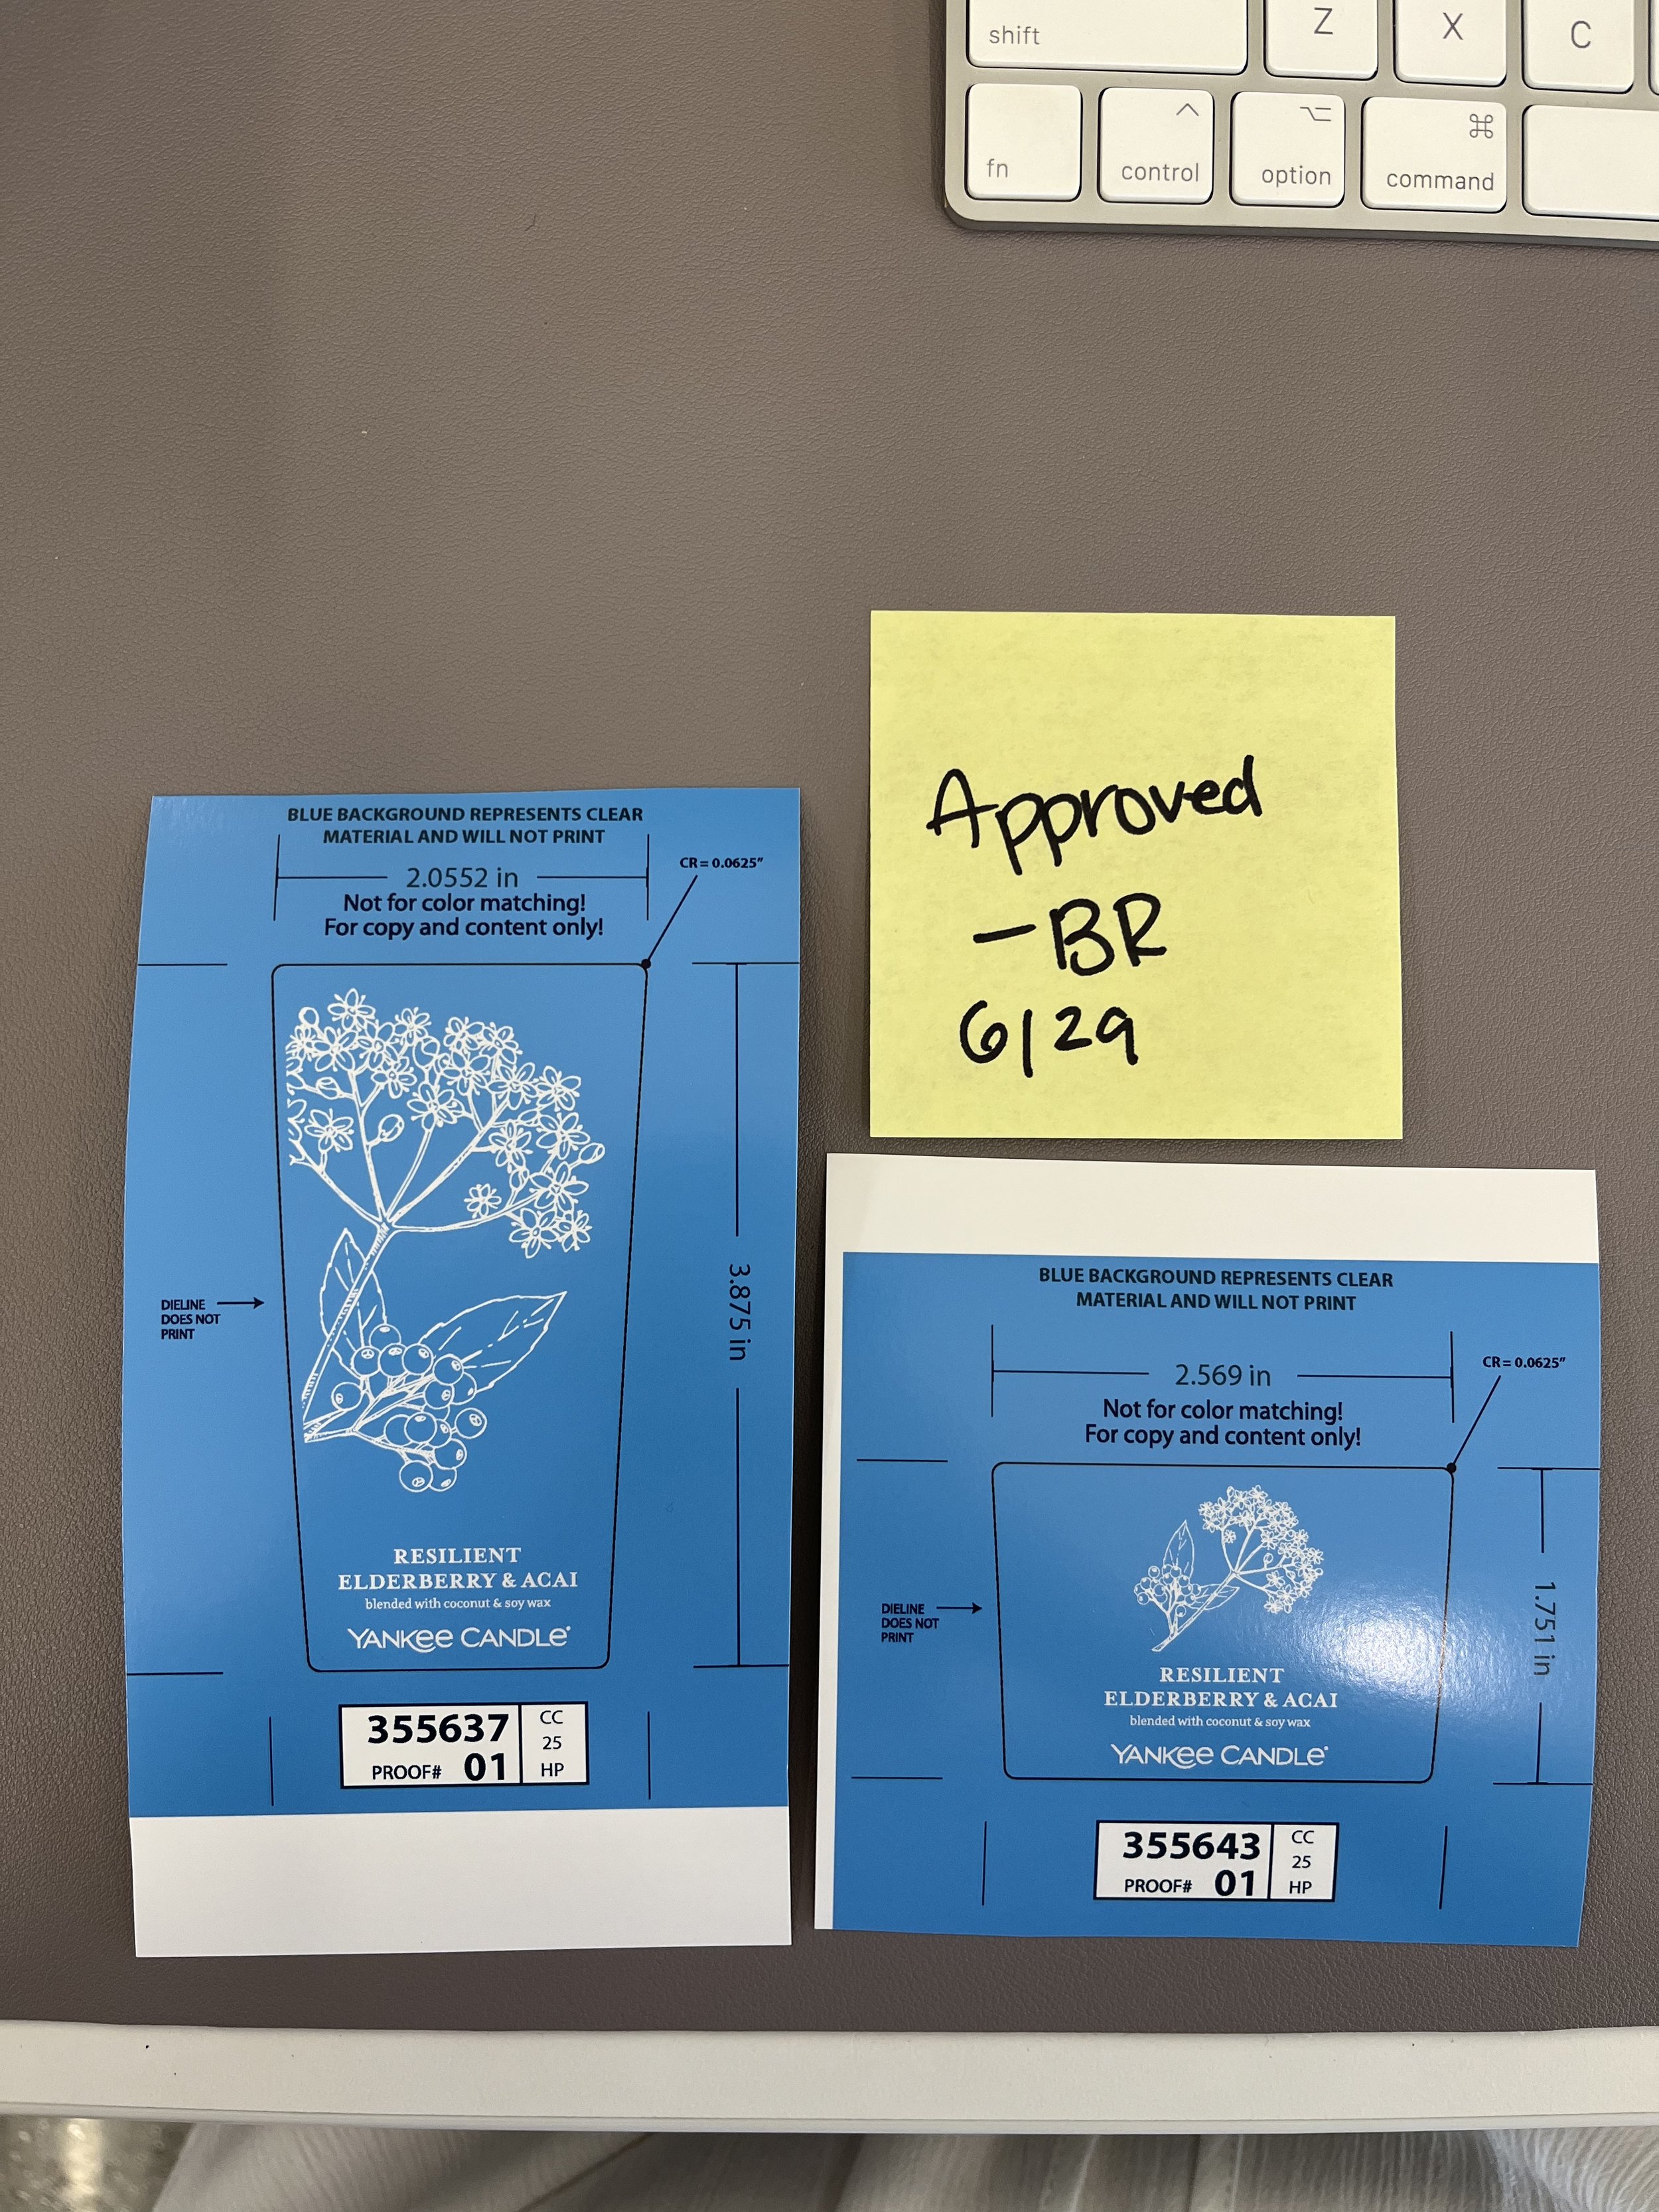 shift
Z
X
C
fn
^
control
⌥
option
⌘
command
Approved
-BR
6/29
BLUE BACKGROUND REPRESENTS CLEAR
MATERIAL AND WILL NOT PRINT
2.0552 in
CR = 0.0625"
Not for color matching!
For copy and content only!
3.875 in
DIELINE
DOES NOT
PRINT
RESILIENT
ELDERBERRY & ACAI
blended with coconut & soy wax
YANKee CANDLe®
355637
PROOF# 01
CC
25
HP
BLUE BACKGROUND REPRESENTS CLEAR
MATERIAL AND WILL NOT PRINT
2.569 in
CR = 0.0625"
Not for color matching!
For copy and content only!
1.751 in
DIELINE
DOES NOT
PRINT
RESILIENT
ELDERBERRY & ACAI
blended with coconut & soy wax
YANKee CANDLe®
355643
PROOF# 01
CC
25
HP